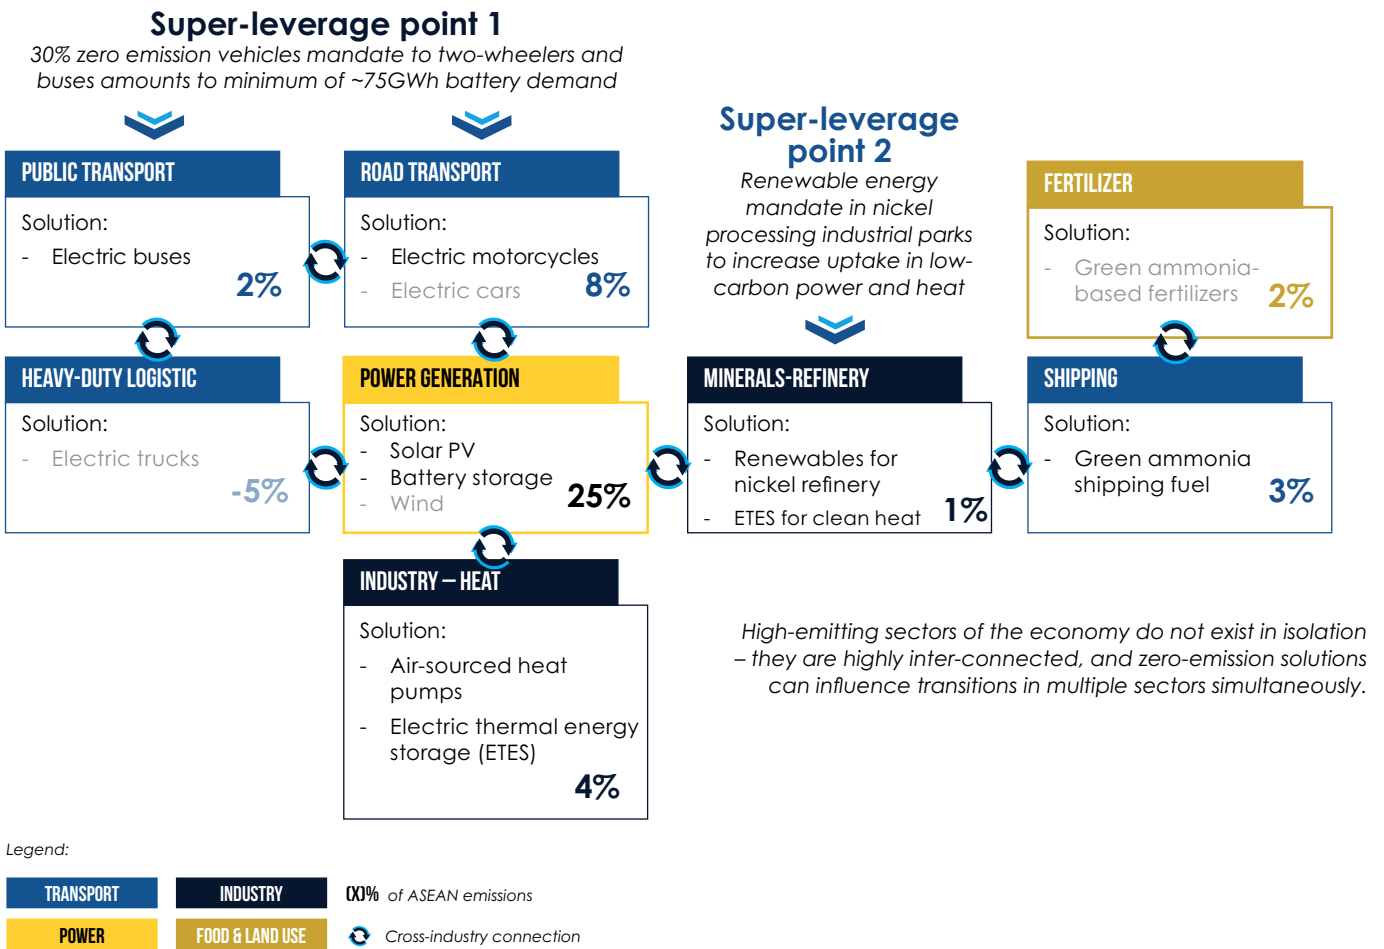 Super-leverage point 1
30% zero emission vehicles mandate to two-wheelers and
buses amounts to minimum of ~75GWh battery demand
PUBLIC TRANSPORT
Solution:
- Electric buses
2%
ROAD TRANSPORT
Solution:
- Electric motorcycles
- Electric cars
8%
Super-leverage
point 2
Renewable energy
mandate in nickel
processing industrial parks
to increase uptake in low-
carbon power and heat
FERTILIZER
Solution:
- Green ammonia-
based fertilizers
2%
HEAVY-DUTY LOGISTIC
Solution:
- Electric trucks
-5%
POWER GENERATION
Solution:
- Solar PV
- Battery storage
- Wind
25%
MINERALS-REFINERY
Solution:
- Renewables for
nickel refinery
- ETES for clean heat
1%
SHIPPING
Solution:
- Green ammonia
shipping fuel
3%
INDUSTRY – HEAT
Solution:
- Air-sourced heat
pumps
- Electric thermal energy
storage (ETES)
4%
High-emitting sectors of the economy do not exist in isolation
– they are highly inter-connected, and zero-emission solutions
can influence transitions in multiple sectors simultaneously.
Legend:
TRANSPORT
INDUSTRY
(X)% of ASEAN emissions
POWER
FOOD & LAND USE
Cross-industry connection